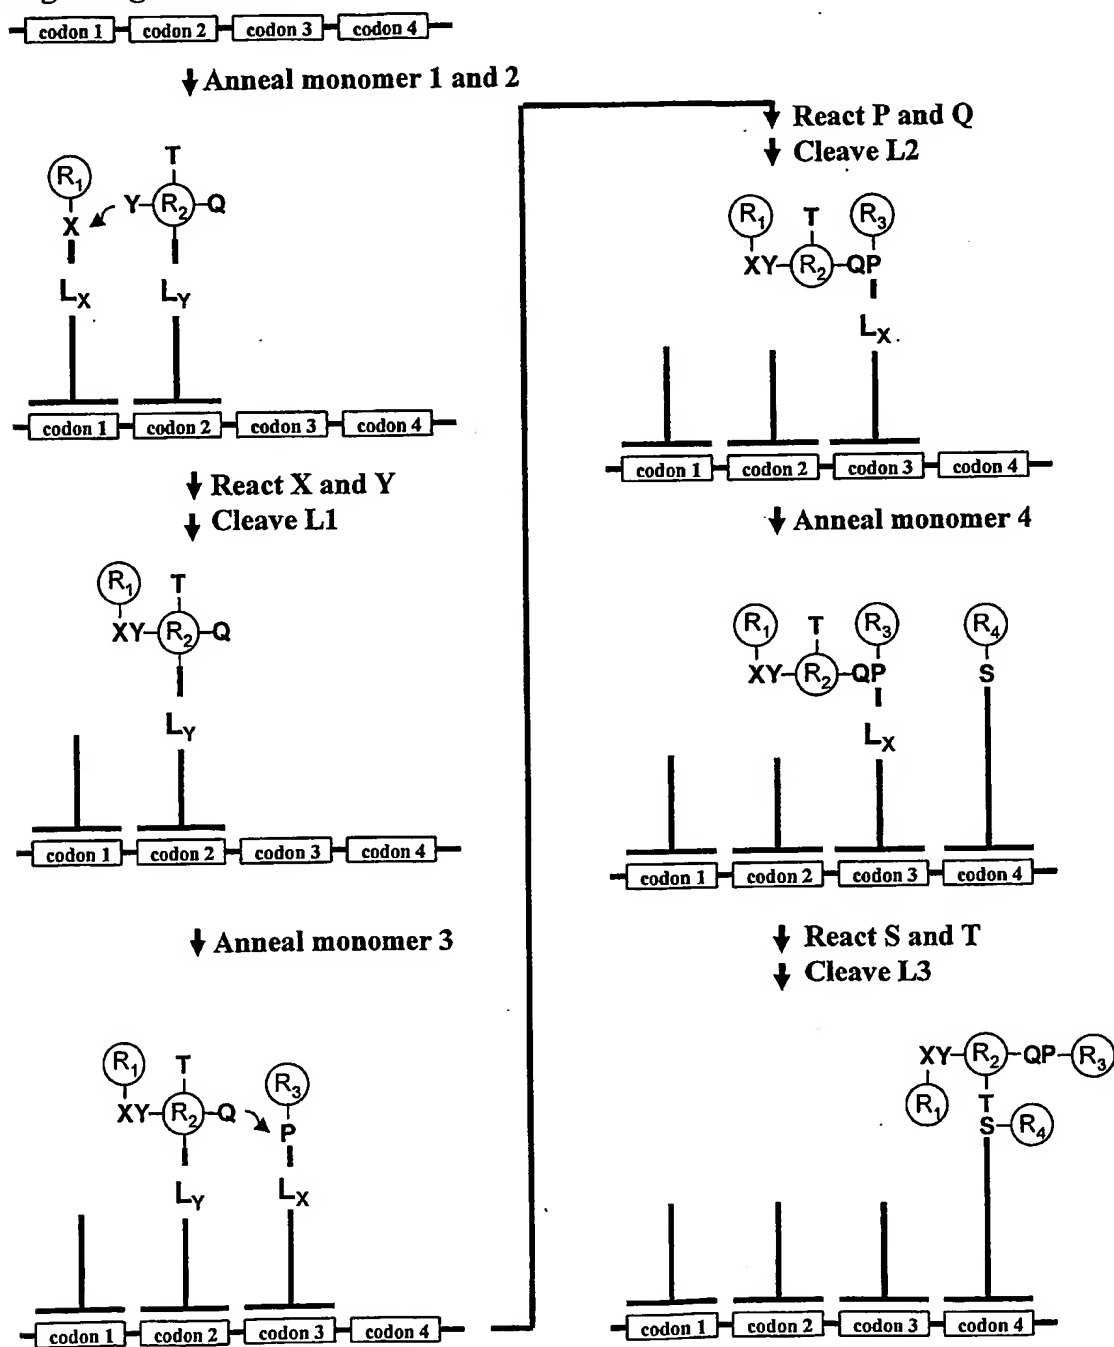 codon 1 codon 2 codon 3 codon 4
Anneal monomer 1 and 2
T
R1 Y R2 Q
X
LX LY
codon 1 codon 2 codon 3 codon 4
React X and Y
Cleave L1
R1 T
XY R2 Q
LY
codon 1 codon 2 codon 3 codon 4
Anneal monomer 3
R1 T R3
XY R2 Q P
LY LX
codon 1 codon 2 codon 3 codon 4
React P and Q
Cleave L2
R1 T R3
XY R2 QP
LX
codon 1 codon 2 codon 3 codon 4
Anneal monomer 4
R1 T R3 R4
XY R2 QP S
LX
codon 1 codon 2 codon 3 codon 4
React S and T
Cleave L3
XY R2 QP R3
R1 T
S R4
codon 1 codon 2 codon 3 codon 4